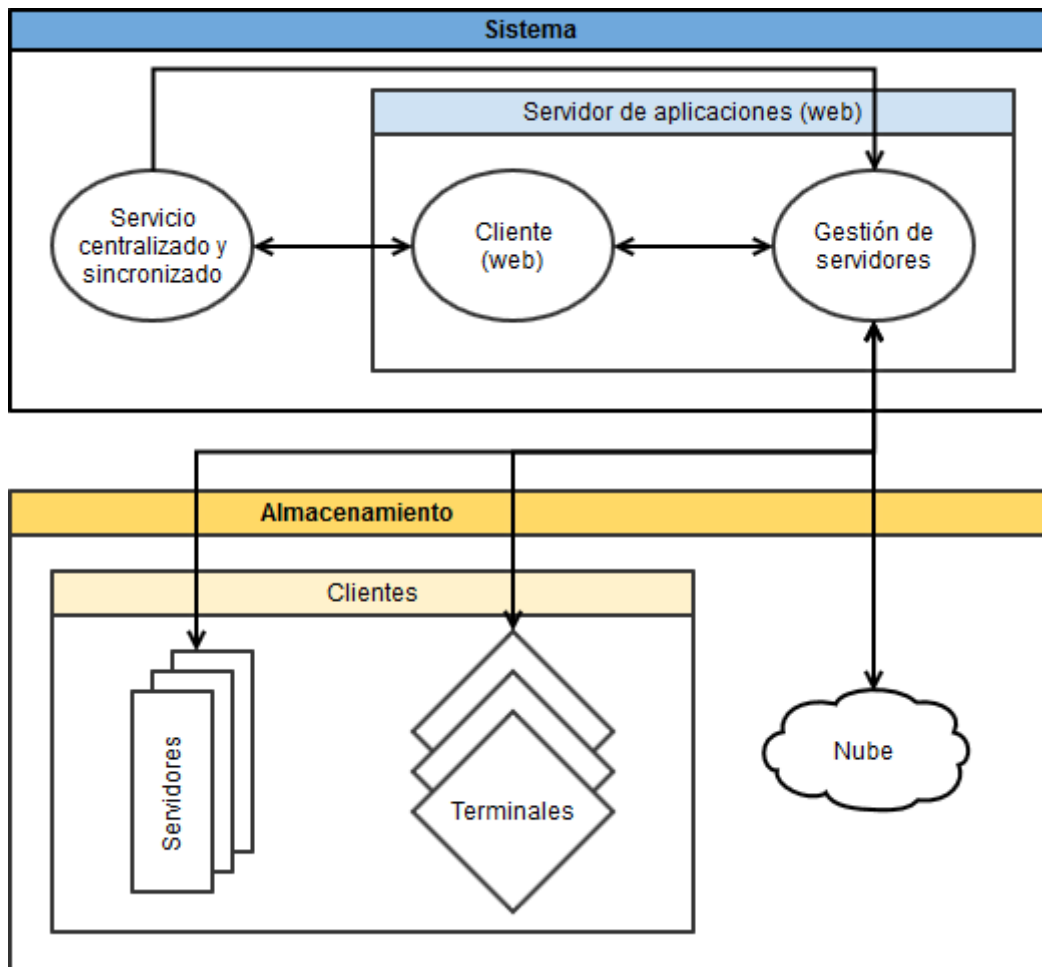 Sistema
Servidor de aplicaciones (web)
Servicio
centralizado y
sincronizado
Cliente
(web)
Gestión de
servidores
Almacenamiento
Clientes
Servidores
Terminales
Nube